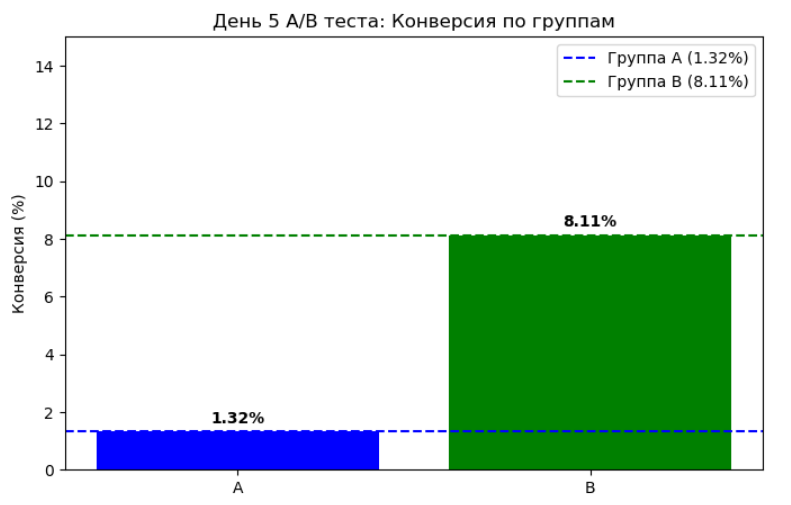 День 5 A/B теста: Конверсия по группам
Группа A (1.32%)
Группа B (8.11%)
Конверсия (%)
14
12
10
8
6
4
2
0
1.32%
8.11%
A
B